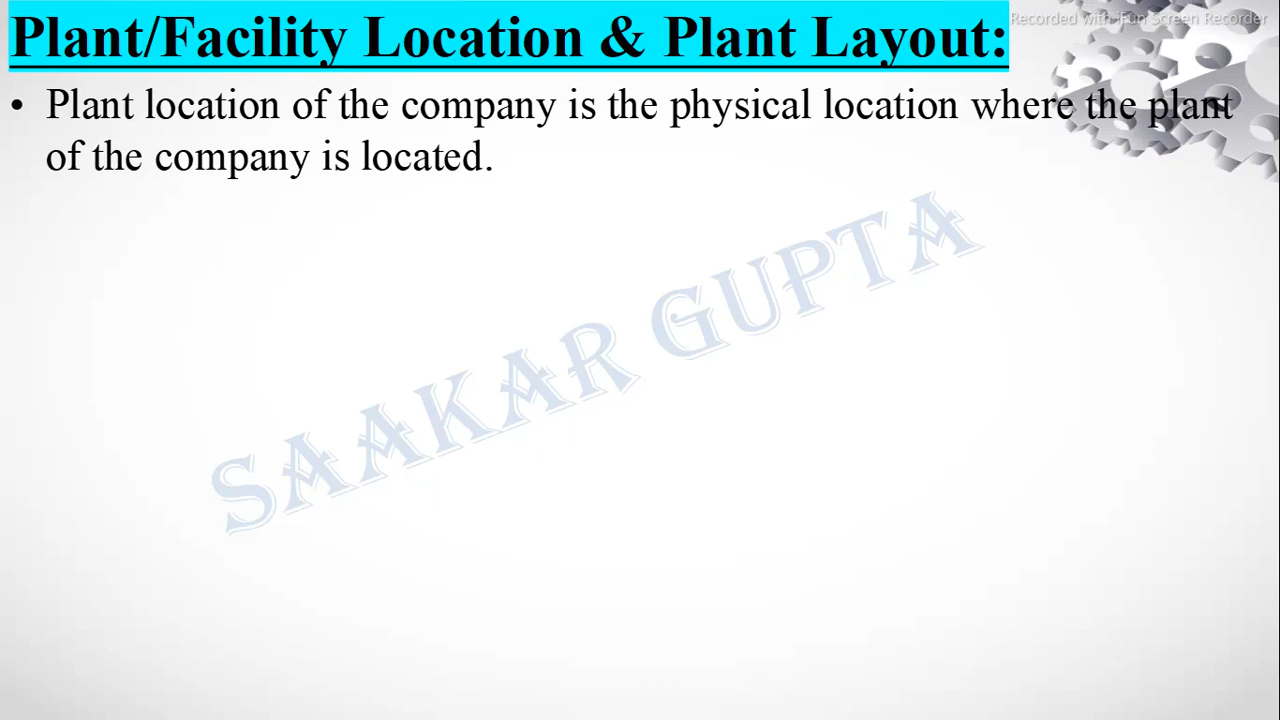 Plant/Facility Location & Plant Layout:
Recorded with iFun Screen Recorder
• Plant location of the company is the physical location where the plant
of the company is located.
SAAKAR GUPTA